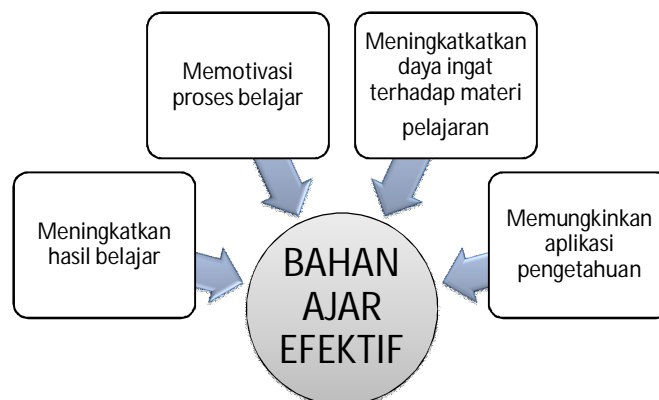 Memotivasi
proses belajar
Meningkatkatkan
daya ingat
terhadap materi
pelajaran
Meningkatkan
hasil belajar
Memungkinkan
aplikasi
pengetahuan
BAHAN
AJAR
EFEKTIF